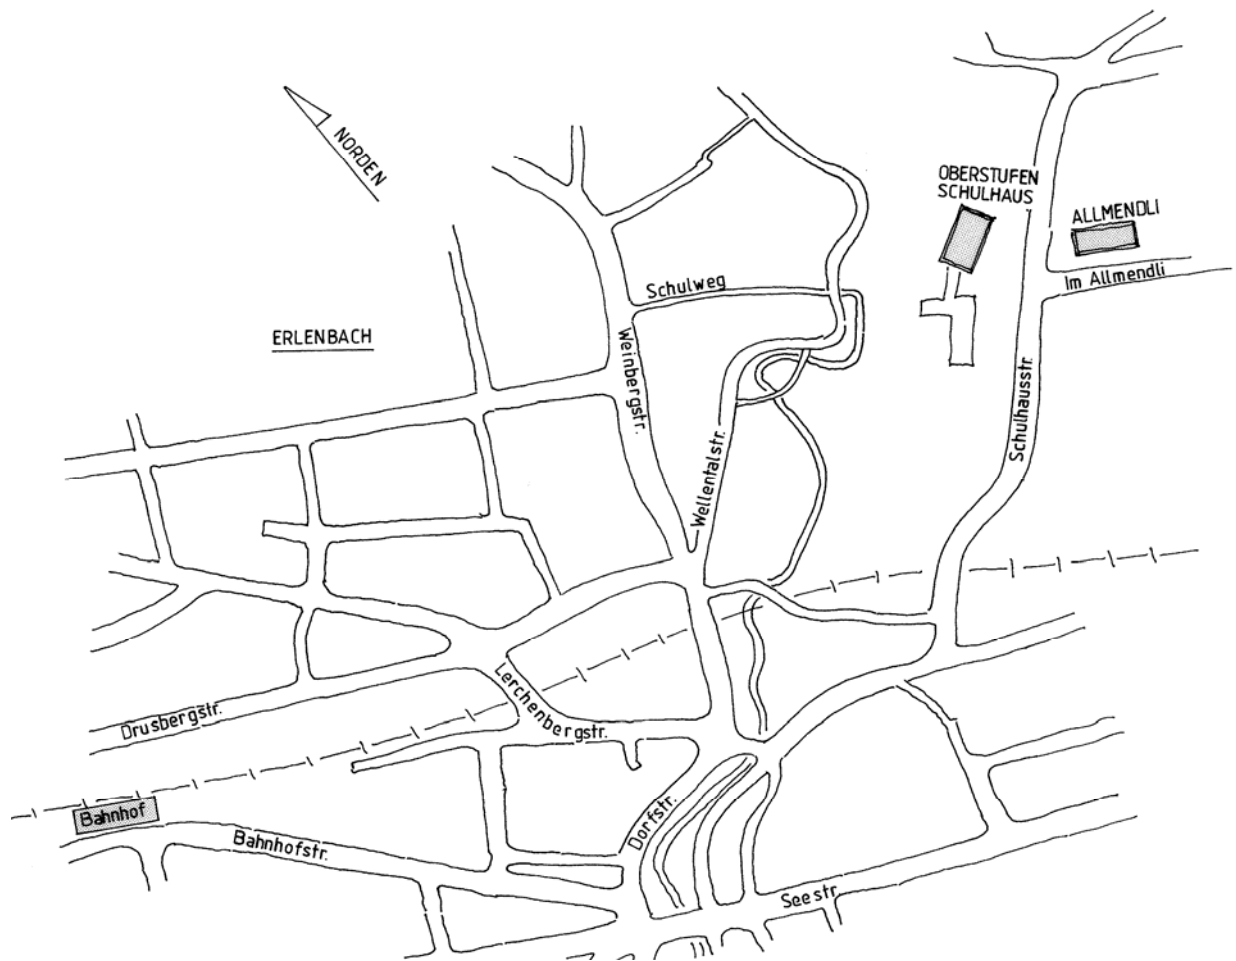 NORDEN
OBERSTUFEN
SCHULHAUS
ALLMENDLI
Im Allmendli
Schulweg
ERLENBACH
Weinbergstr.
Schulhausstr.
Wellentalstr.
Lerchenbergstr.
Drusbergstr.
Bahnhof
Bahnhofstr.
Dorfstr.
Seestr.